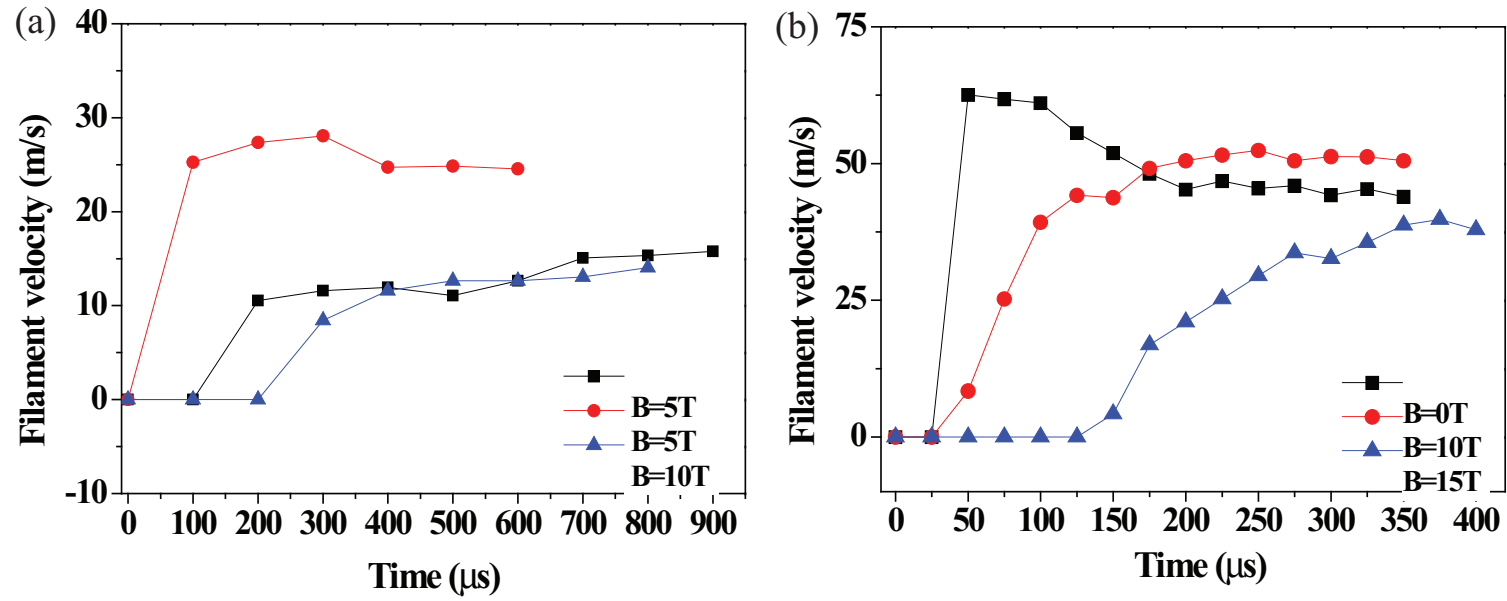 (a)
Filament velocity (m/s)
40
30
20
10
0
-10
B=5T
B=5T
B=10T
0 100 200 300 400 500 600 700 800 900
Time (μs)
(b)
Filament velocity (m/s)
75
50
25
0
B=0T
B=10T
B=15T
0 50 100 150 200 250 300 350 400
Time (μs)